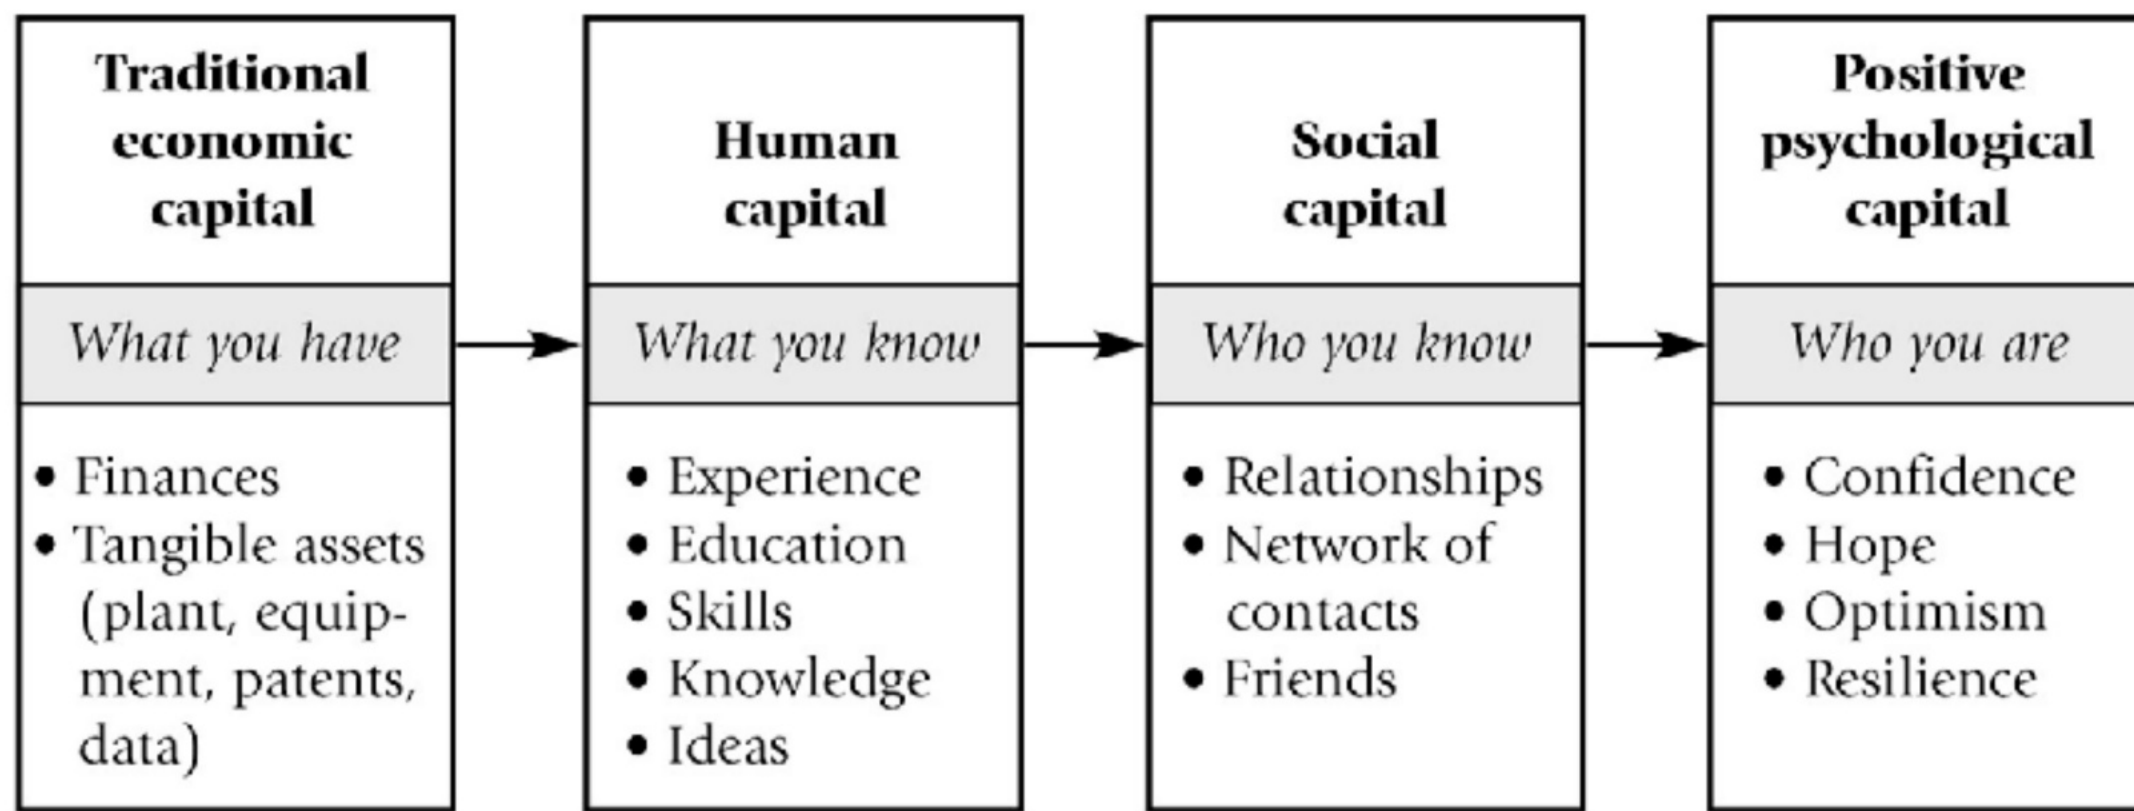 Traditional
economic
capital
What you have
• Finances
• Tangible assets
(plant, equip-
ment, patents,
data)
Human
capital
What you know
• Experience
• Education
• Skills
• Knowledge
• Ideas
Social
capital
Who you know
• Relationships
• Network of
contacts
• Friends
Positive
psychological
capital
Who you are
• Confidence
• Hope
• Optimism
• Resilience